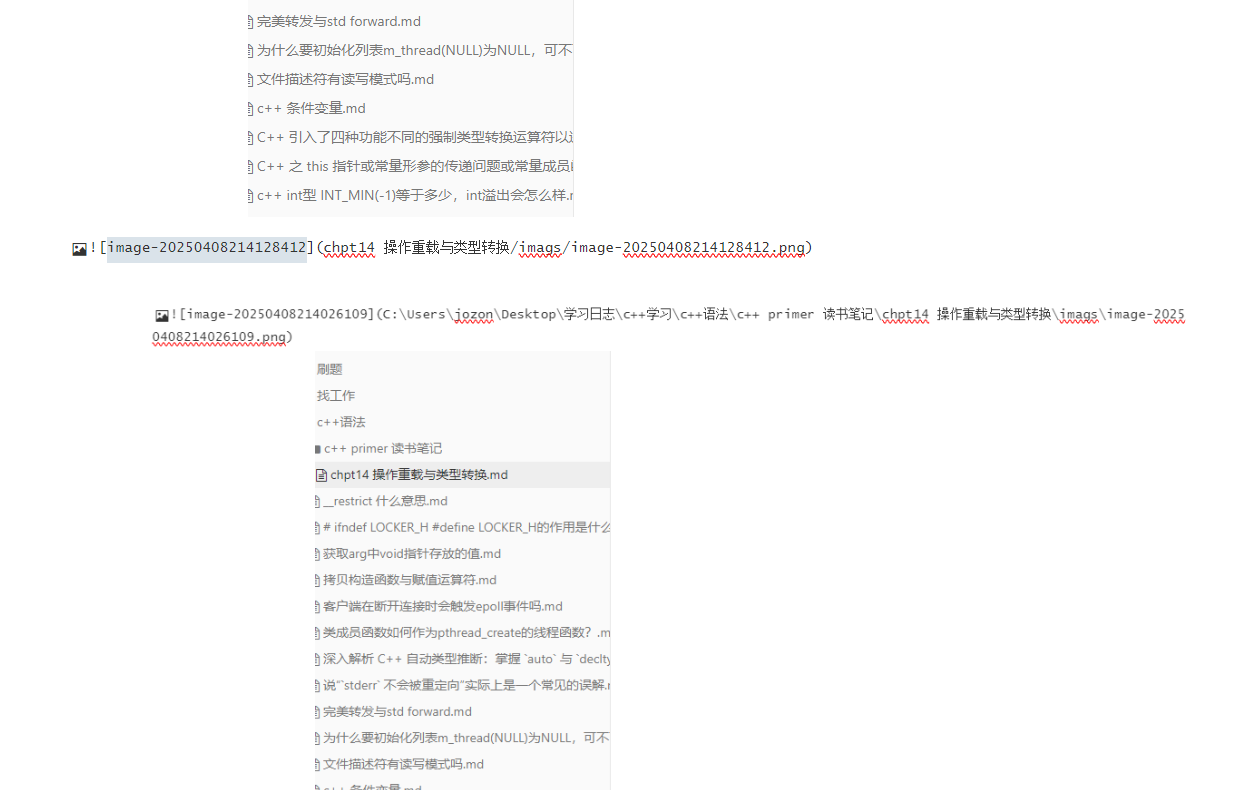 完美转发与std forward.md
为什么要初始化列表m_thread(NULL)为NULL，可不
文件描述符有读写模式吗.md
c++ 条件变量.md
C++ 引入了四种功能不同的强制类型转换运算符以
C++ 之 this 指针或常量形参的传递问题或常量成员
c++ int型 INT_MIN(-1)等于多少，int溢出会怎么样.
![image-20250408214128412](chpt14 操作重载与类型转换/imags/image-20250408214128412.png)
![image-20250408214026109](C:\Users\jozon\Desktop\学习日志\c++学习\c++语法\c++ primer 读书笔记\chpt14 操作重载与类型转换\imags\image-2025
0408214026109.png)
刷题
找工作
c++语法
c++ primer 读书笔记
chpt14 操作重载与类型转换.md
__restrict 什么意思.md
# ifndef LOCKER_H #define LOCKER_H的作用是什么
获取arg中void指针存放的值.md
拷贝构造函数与赋值运算符.md
客户端在断开连接时会触发epoll事件吗.md
类成员函数如何作为pthread_create的线程函数？.m
深入解析 C++ 自动类型推断：掌握 `auto` 与 `declty
说“`stderr` 不会被重定向”实际上是一个常见的误解.
完美转发与std forward.md
为什么要初始化列表m_thread(NULL)为NULL，可不
文件描述符有读写模式吗.md
c++ 条件变量.md